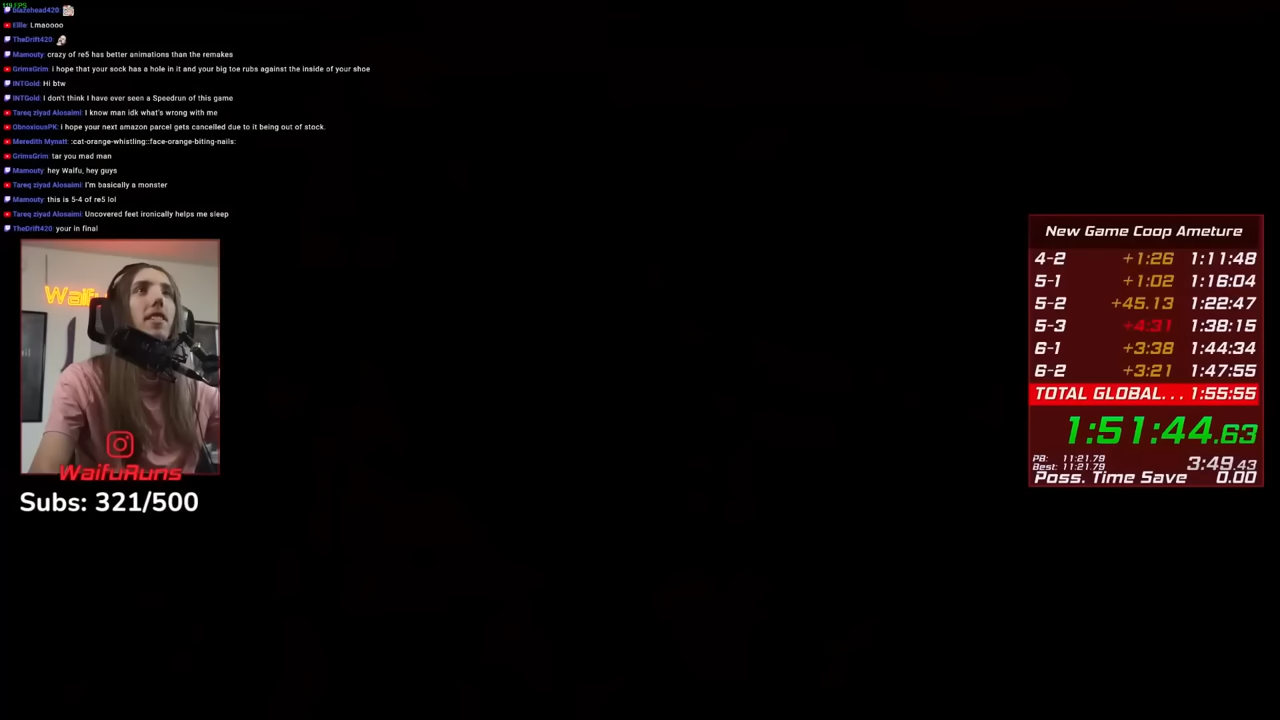 119 FPS
blazehead420:
Ellie: Lmaoooo
TheDrift420:
Mamouty: crazy of re5 has better animations than the remakes
GrimsGrim: i hope that your sock has a hole in it and your big toe rubs against the inside of your shoe
INTGold: Hi btw
INTGold: I don't think I have ever seen a Speedrun of this game
Tareq ziyad Alosaimi: I know man idk what's wrong with me
ObnoxiousPK: i hope your next amazon parcel gets cancelled due to it being out of stock.
Meredith Mynatt: :cat-orange-whistling::face-orange-biting-nails:
GrimsGrim: tar you mad man
Mamouty: hey Waifu, hey guys
Tareq ziyad Alosaimi: I'm basically a monster
Mamouty: this is 5-4 of re5 lol
Tareq ziyad Alosaimi: Uncovered feet ironically helps me sleep
TheDrift420: your in final
WaifuRuns
Subs: 321/500
New Game Coop Ameture
4-2 +1:26 1:11:48
5-1 +1:02 1:16:04
5-2 +45.13 1:22:47
5-3 +4:31 1:38:15
6-1 +3:38 1:44:34
6-2 +3:21 1:47:55
TOTAL GLOBAL... 1:55:55
1:51:44.63
PB: 11:21.79
Best: 11:21.79
3:49.43
Poss. Time Save 0.00